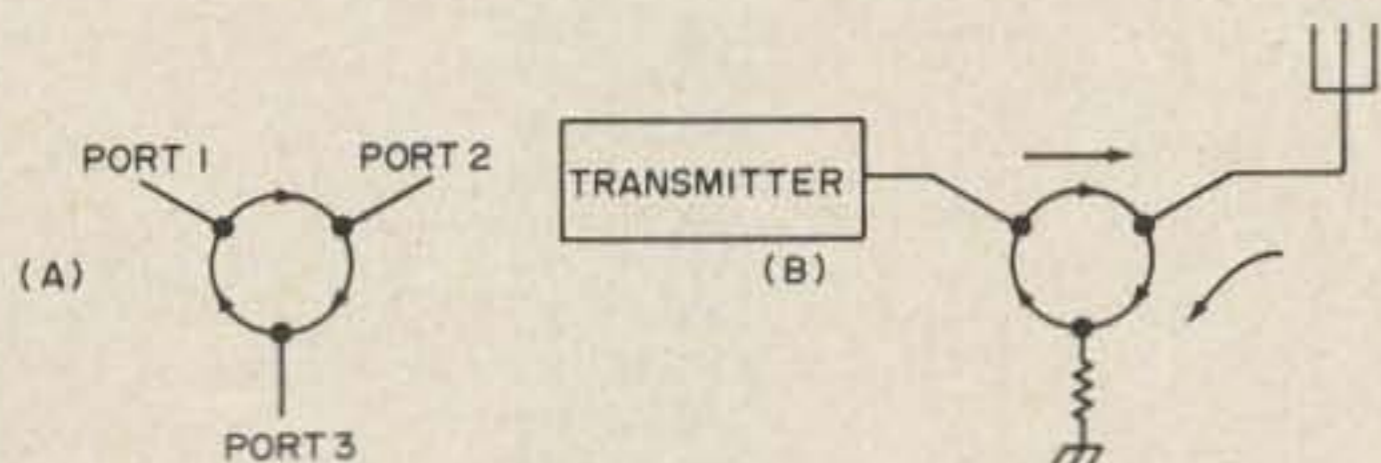 PORT 1
PORT 2
TRANSMITTER
(A)
(B)
PORT 3